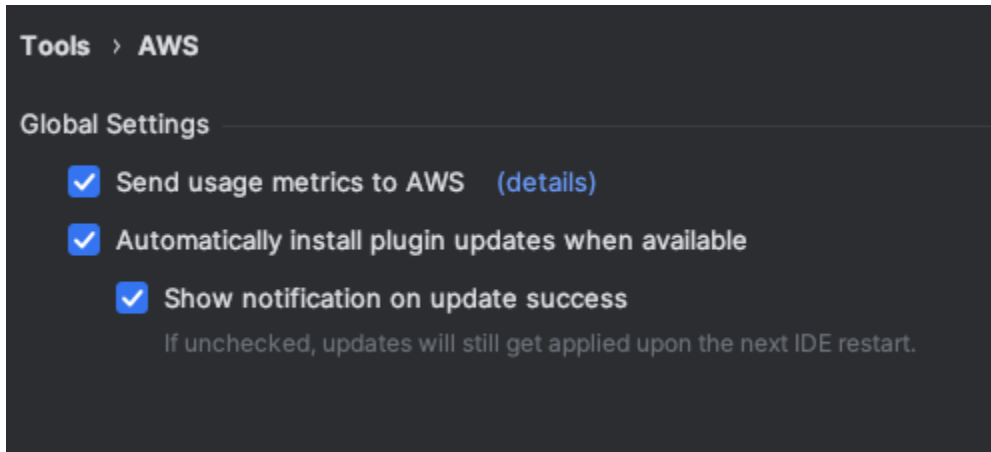 Tools › AWS
Global Settings
Send usage metrics to AWS (details)
Automatically install plugin updates when available
Show notification on update success
If unchecked, updates will still get applied upon the next IDE restart.